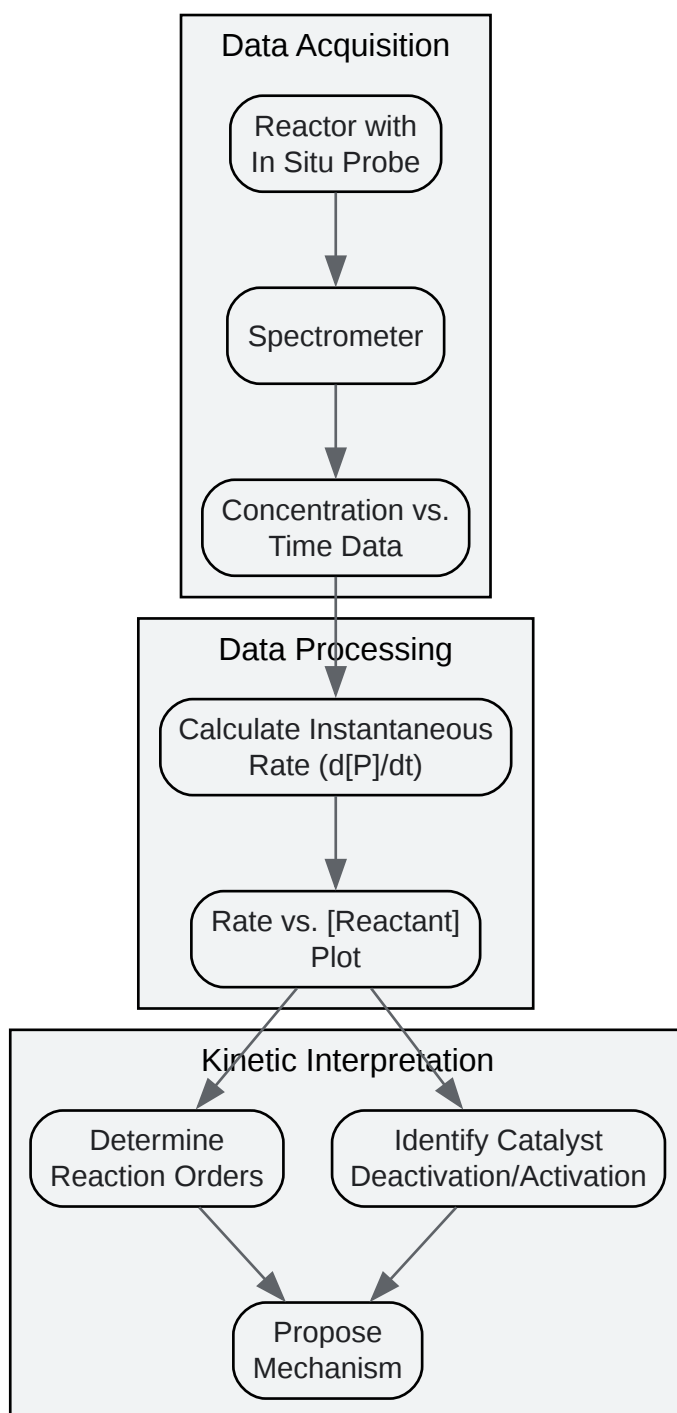 Data Acquisition
Reactor with
In Situ Probe
Spectrometer
Concentration vs.
Time Data
Data Processing
Calculate Instantaneous
Rate (d[P]/dt)
Rate vs. [Reactant]
Plot
Kinetic Interpretation
Determine
Reaction Orders
Identify Catalyst
Deactivation/Activation
Propose
Mechanism